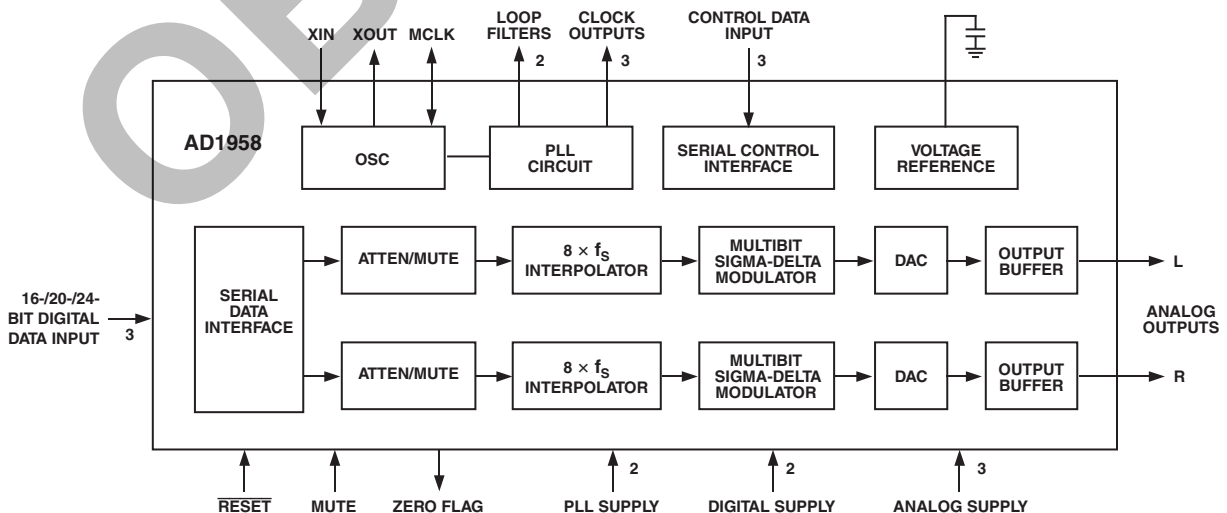 XIN XOUT MCLK
LOOP
FILTERS
2
CLOCK
OUTPUTS
3
CONTROL DATA
INPUT
3
AD1958
OSC
PLL
CIRCUIT
SERIAL CONTROL
INTERFACE
VOLTAGE
REFERENCE
16-/20-/24-
BIT DIGITAL
DATA INPUT
3
SERIAL
DATA
INTERFACE
ATTEN/MUTE
8 × fS
INTERPOLATOR
MULTIBIT
SIGMA-DELTA
MODULATOR
DAC
OUTPUT
BUFFER
L
ATTEN/MUTE
8 × fS
INTERPOLATOR
MULTIBIT
SIGMA-DELTA
MODULATOR
DAC
OUTPUT
BUFFER
R
ANALOG
OUTPUTS
RESET
MUTE
ZERO FLAG
2
PLL SUPPLY
2
DIGITAL SUPPLY
3
ANALOG SUPPLY